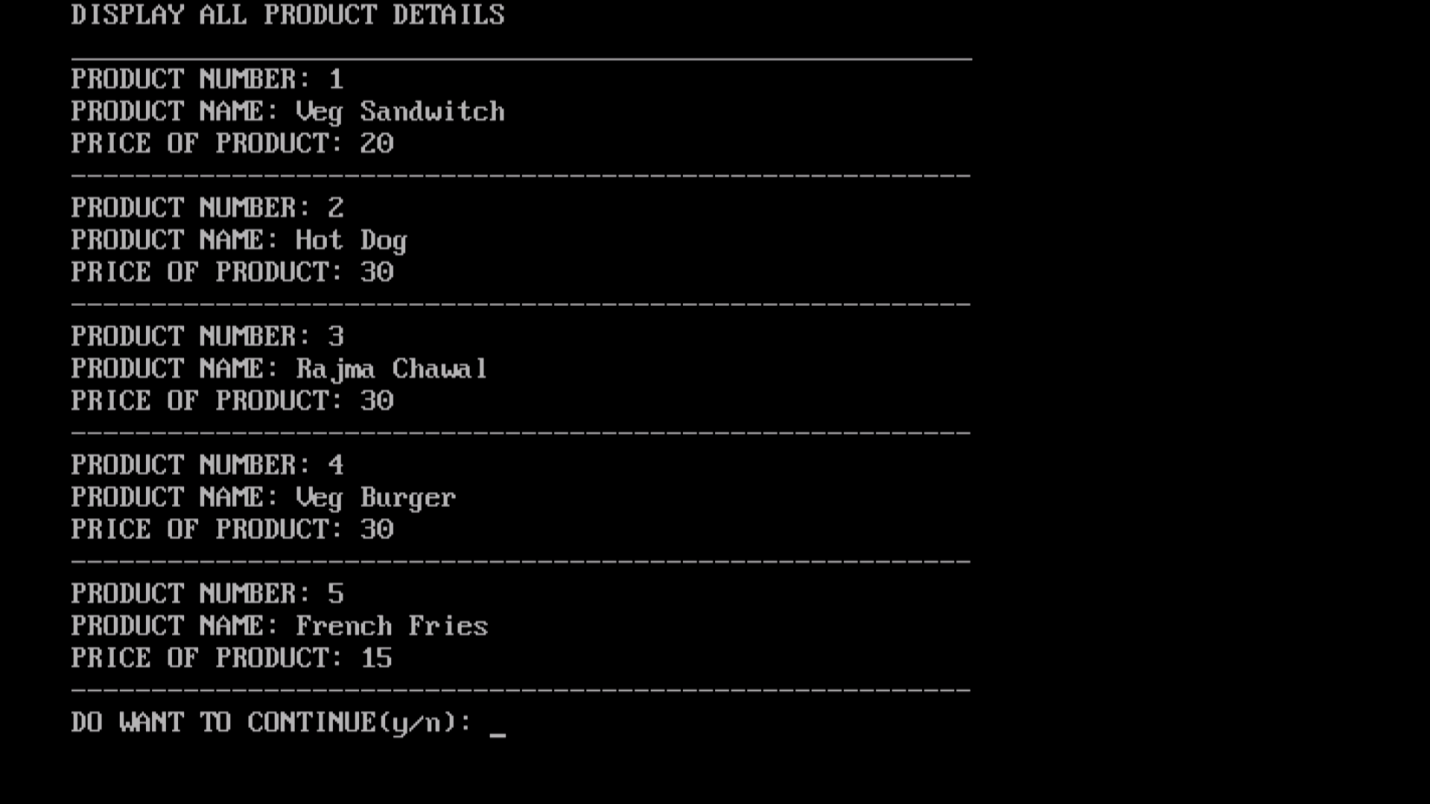 DISPLAY ALL PRODUCT DETAILS
PRODUCT NUMBER: 1
PRODUCT NAME: Veg Sandwitch
PRICE OF PRODUCT: 20
PRODUCT NUMBER: 2
PRODUCT NAME: Hot Dog
PRICE OF PRODUCT: 30
PRODUCT NUMBER: 3
PRODUCT NAME: Rajma Chawal
PRICE OF PRODUCT: 30
PRODUCT NUMBER: 4
PRODUCT NAME: Veg Burger
PRICE OF PRODUCT: 30
PRODUCT NUMBER: 5
PRODUCT NAME: French Fries
PRICE OF PRODUCT: 15
DO WANT TO CONTINUE(y/n): _